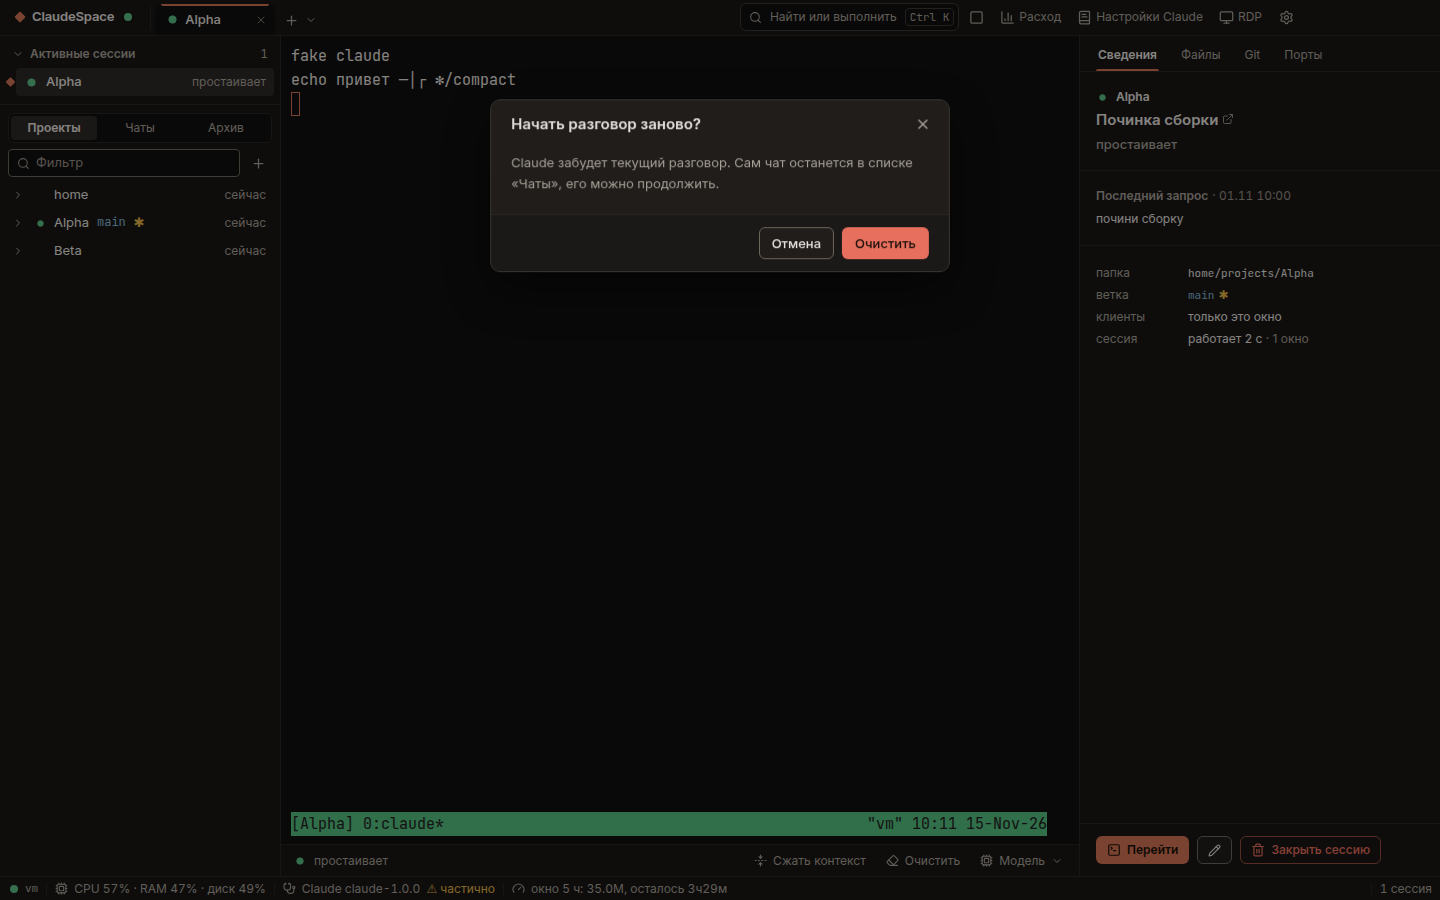 ClaudeSpace
Alpha
Найти или выполнить Ctrl K
Расход
Настройки Claude
RDP
Активные сессии 1
Alpha простаивает
Проекты Чаты Архив
Фильтр
home сейчас
Alpha main ✱ сейчас
Beta сейчас
fake claude
echo привет ─│┌ ✻/compact
Начать разговор заново?
Claude забудет текущий разговор. Сам чат останется в списке
«Чаты», его можно продолжить.
Отмена Очистить
[Alpha] 0:claude* "vm" 10:11 15-Nov-26
простаивает
Сжать контекст Очистить Модель
Сведения Файлы Git Порты
Alpha
Починка сборки
простаивает
Последний запрос · 01.11 10:00
почини сборку
папка home/projects/Alpha
ветка main ✱
клиенты только это окно
сессия работает 2 с · 1 окно
Перейти Закрыть сессию
vm CPU 57% · RAM 47% · диск 49% Claude claude-1.0.0 ⚠ частично окно 5 ч: 35.0M, осталось 3ч29м 1 сессия